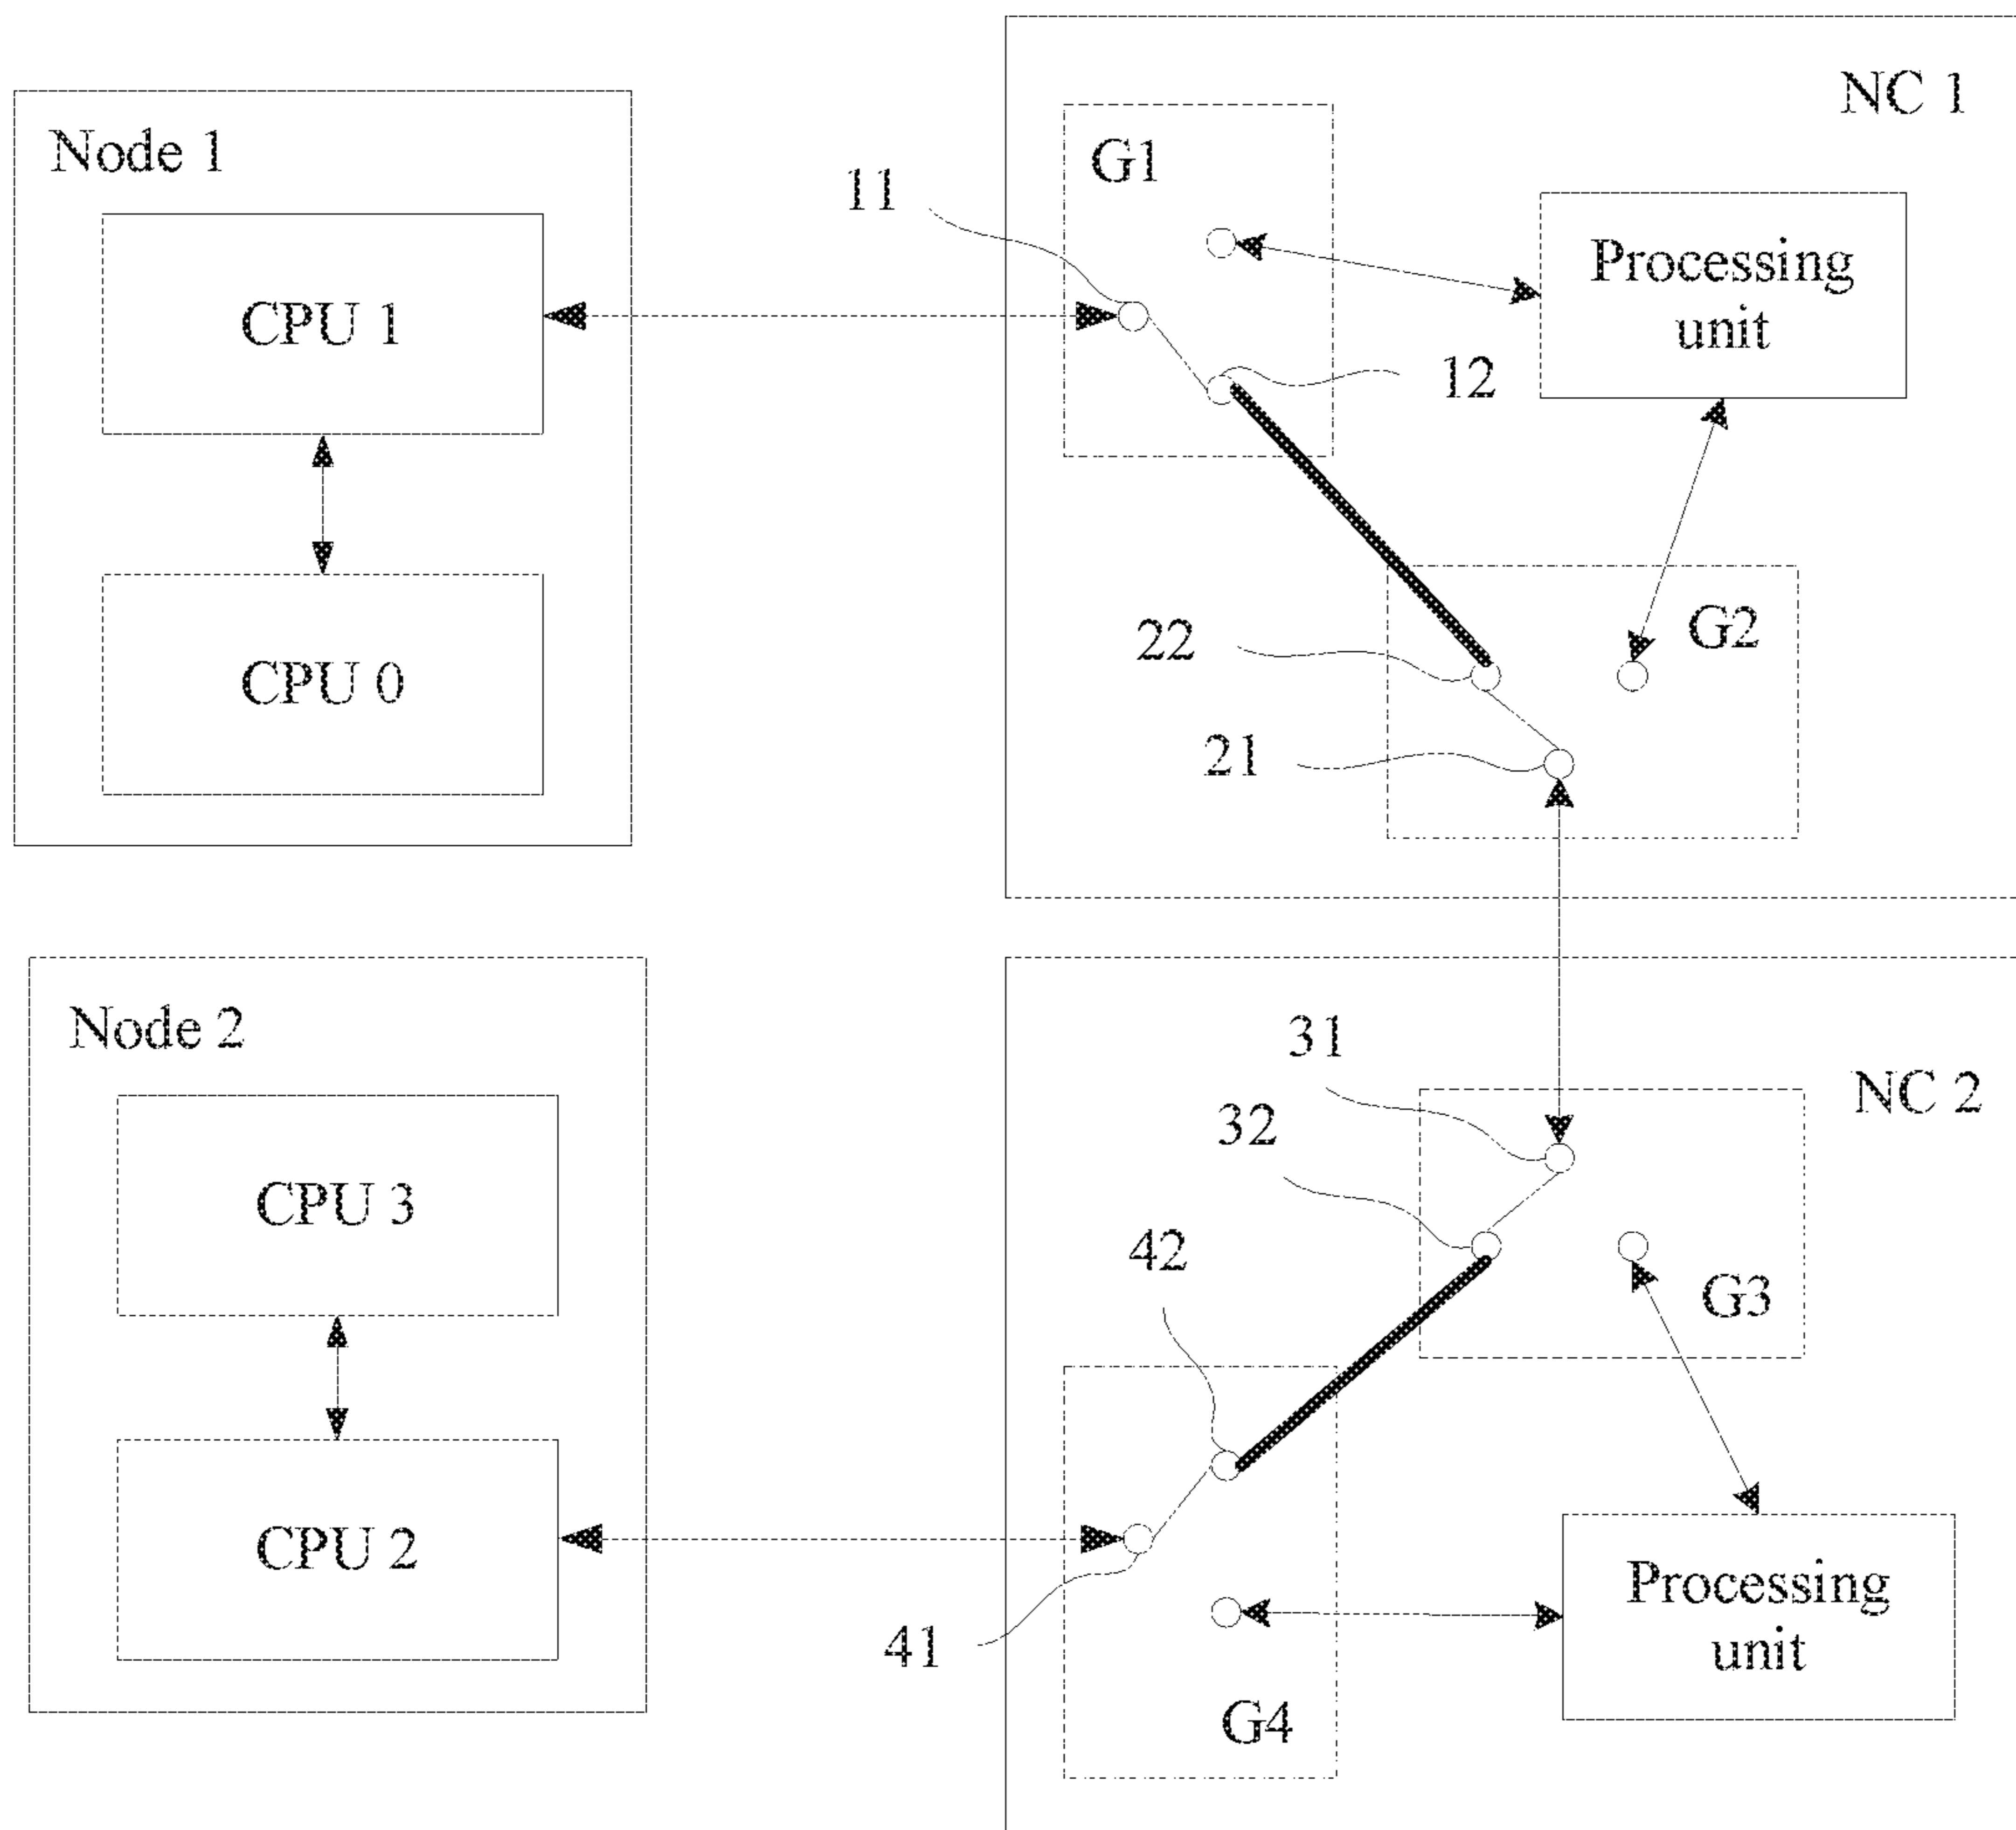 NC 1
Node 1
G1
11
CPU 1
Processing
unit
12
CPU 0
22
G2
21
Node 2
31
NC 2
32
CPU 3
42
G3
CPU 2
41
Processing
unit
G4